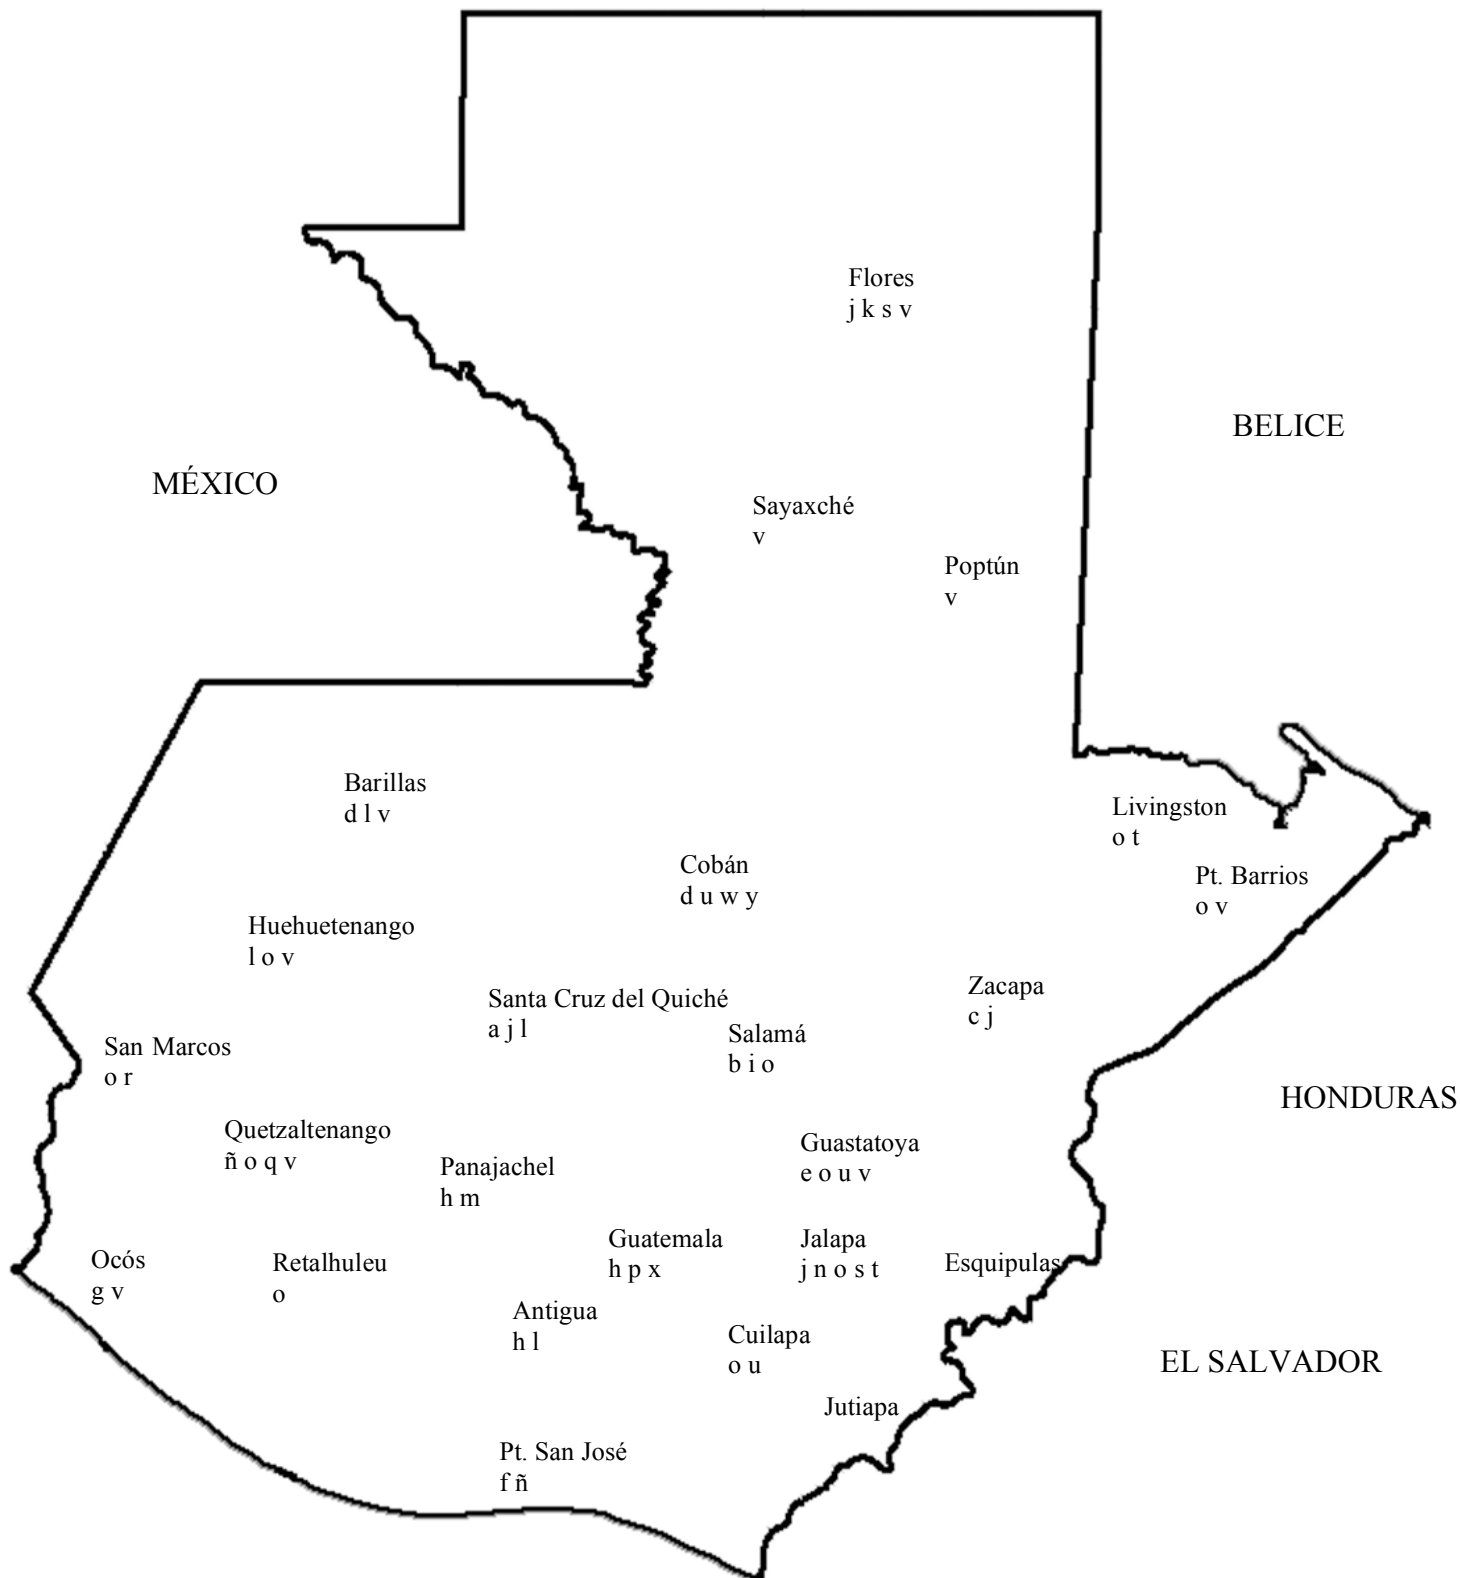 Flores
j k s v
BELICE
MÉXICO
Sayaxché
v
Poptún
v
Barillas
d l v
Livingston
o t
Cobán
d u w y
Pt. Barrios
o v
Huehuetenango
l o v
Zacapa
c j
Santa Cruz del Quiché
a j l
Salamá
b i o
San Marcos
o r
HONDURAS
Quetzaltenango
ñ o q v
Guastatoya
e o u v
Panajachel
h m
Guatemala
h p x
Jalapa
j n o s t
Ocós
g v
Retalhuleu
o
Esquipulas
Antigua
h l
Cuilapa
o u
EL SALVADOR
Jutiapa
Pt. San José
f ñ